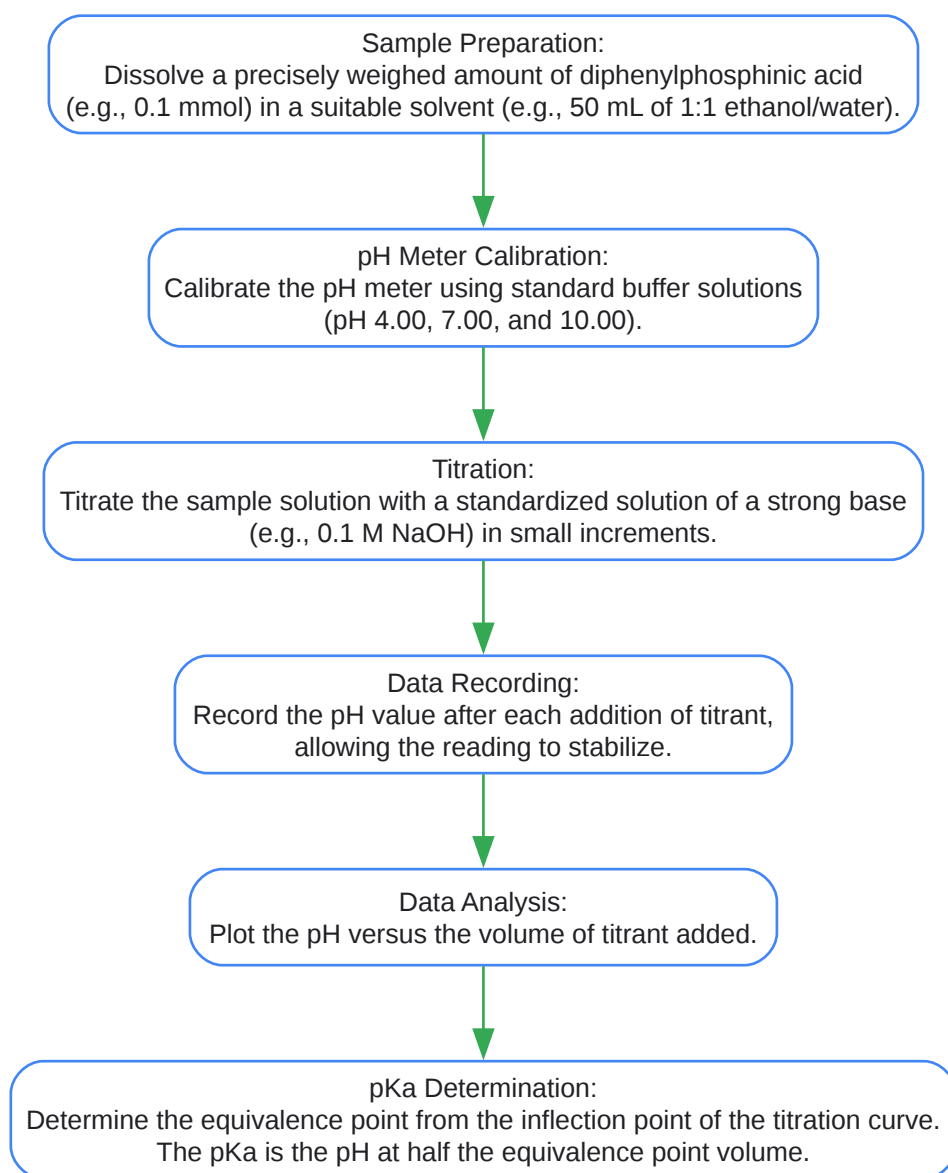 Sample Preparation:
Dissolve a precisely weighed amount of diphenylphosphinic acid
(e.g., 0.1 mmol) in a suitable solvent (e.g., 50 mL of 1:1 ethanol/water).
pH Meter Calibration:
Calibrate the pH meter using standard buffer solutions
(pH 4.00, 7.00, and 10.00).
Titration:
Titrate the sample solution with a standardized solution of a strong base
(e.g., 0.1 M NaOH) in small increments.
Data Recording:
Record the pH value after each addition of titrant,
allowing the reading to stabilize.
Data Analysis:
Plot the pH versus the volume of titrant added.
pKa Determination:
Determine the equivalence point from the inflection point of the titration curve.
The pKa is the pH at half the equivalence point volume.